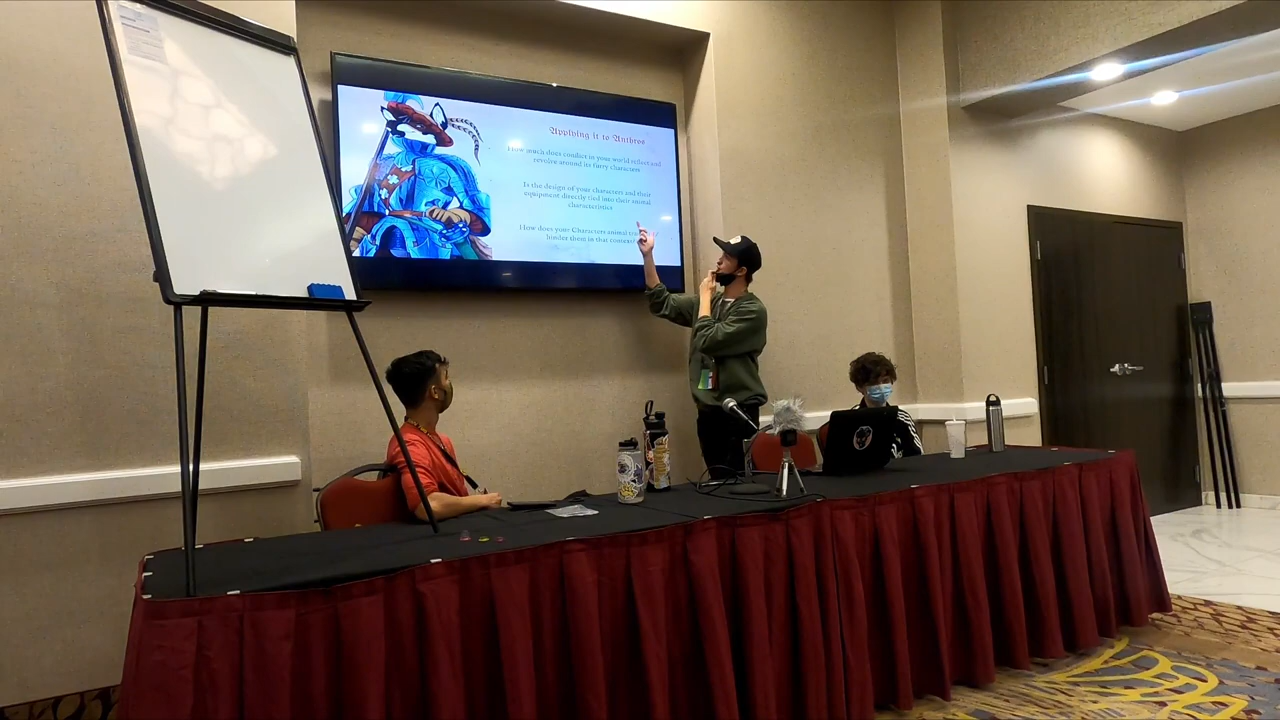 Applying it to Anthros
How much does conflict in your world reflect and
revolve around its furry characters
Is the design of your characters and their
equipment directly tied into their animal
characteristics
How does your Characters animal
hinder them in that context